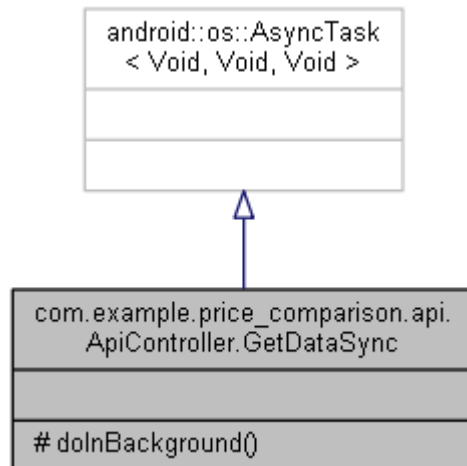 android::os::AsyncTask
< Void, Void, Void >
com.example.price_comparison.api.
ApiController.GetDataSync
# doInBackground()